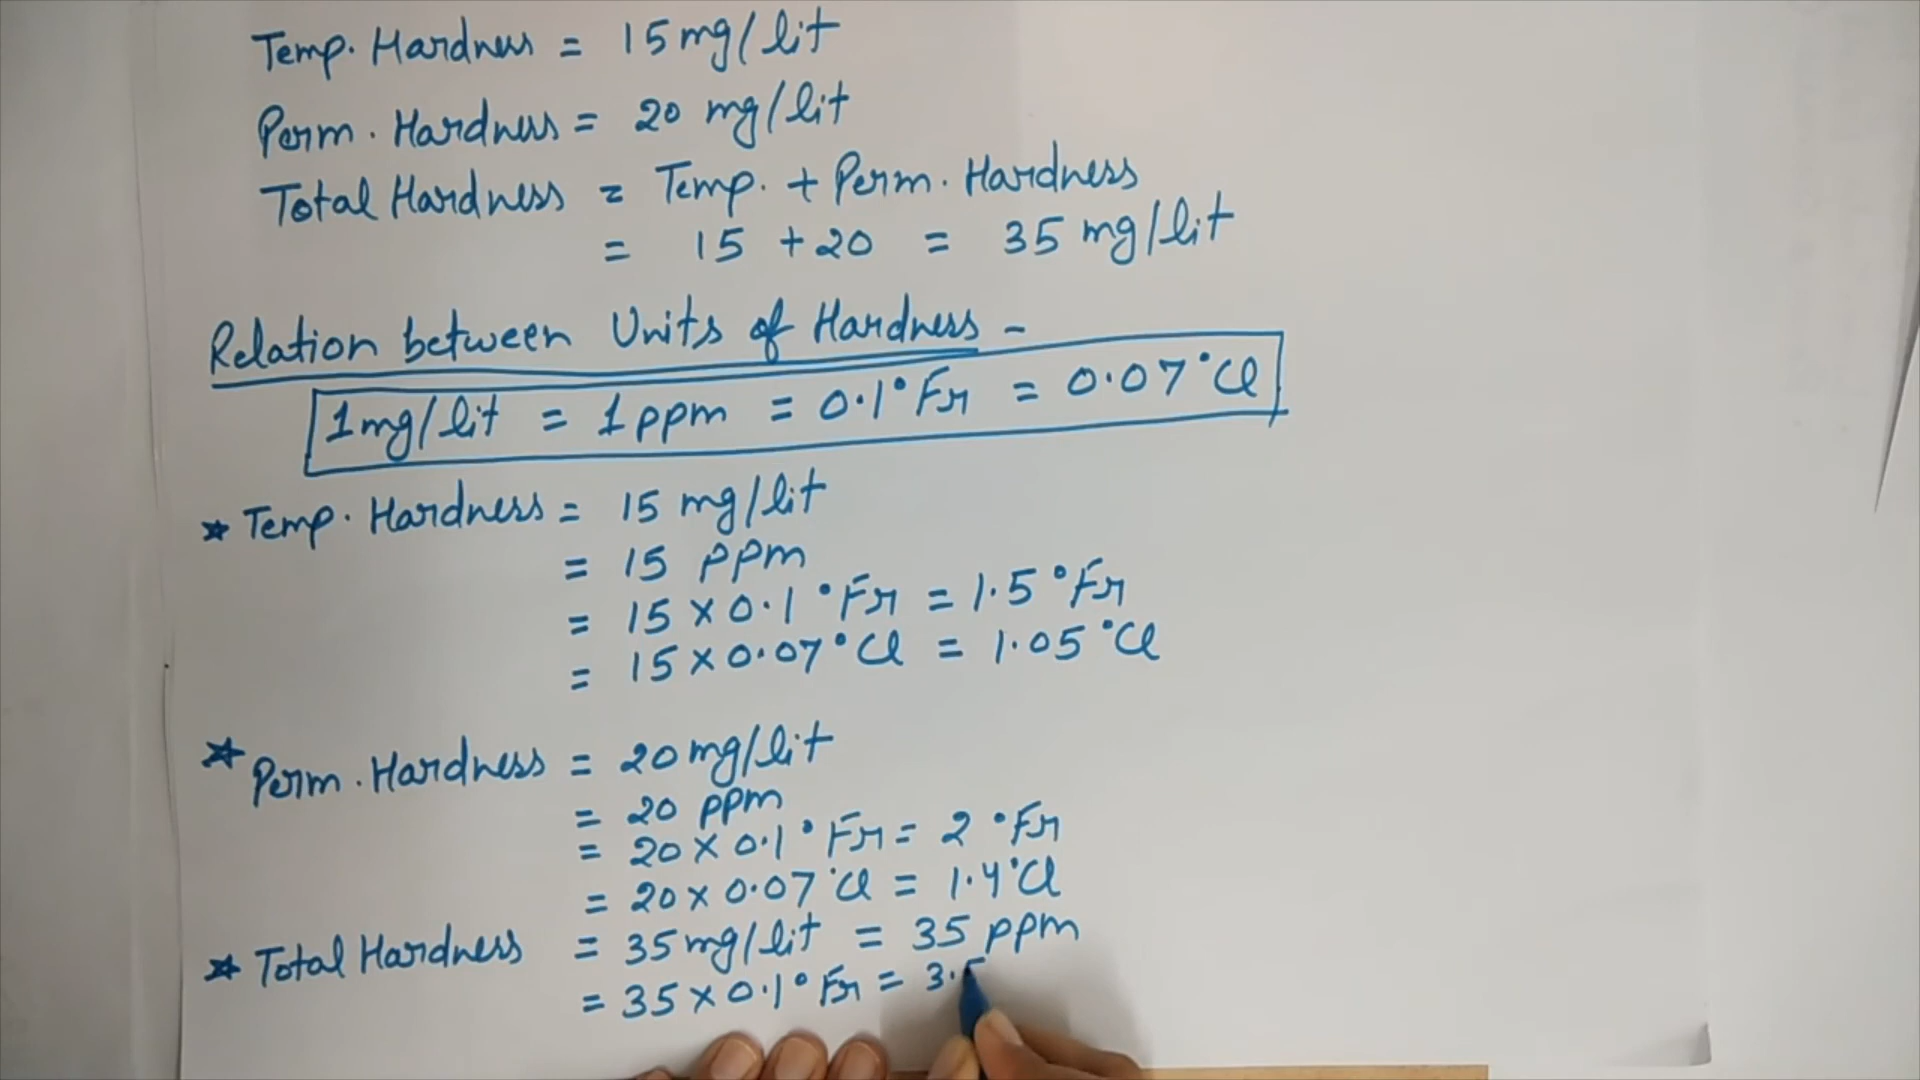 Temp. Hardness = 15 mg/lit
Perm. Hardness = 20 mg/lit
Total Hardness = Temp. + Perm. Hardness
= 15 + 20 = 35 mg/lit
Relation between Units of Hardness -
1mg/lit = 1ppm = 0.1°Fr = 0.07°Cl
* Temp. Hardness = 15 mg/lit
= 15 ppm
= 15 x 0.1 °Fr = 1.5 °Fr
= 15 x 0.07°Cl = 1.05 °Cl
* Perm. Hardness = 20 mg/lit
= 20 ppm
= 20 x 0.1° Fr = 2 °Fr
= 20 x 0.07 °Cl = 1.4°Cl
* Total Hardness = 35 mg/lit = 35 ppm
= 35 x 0.1° Fr = 3.5